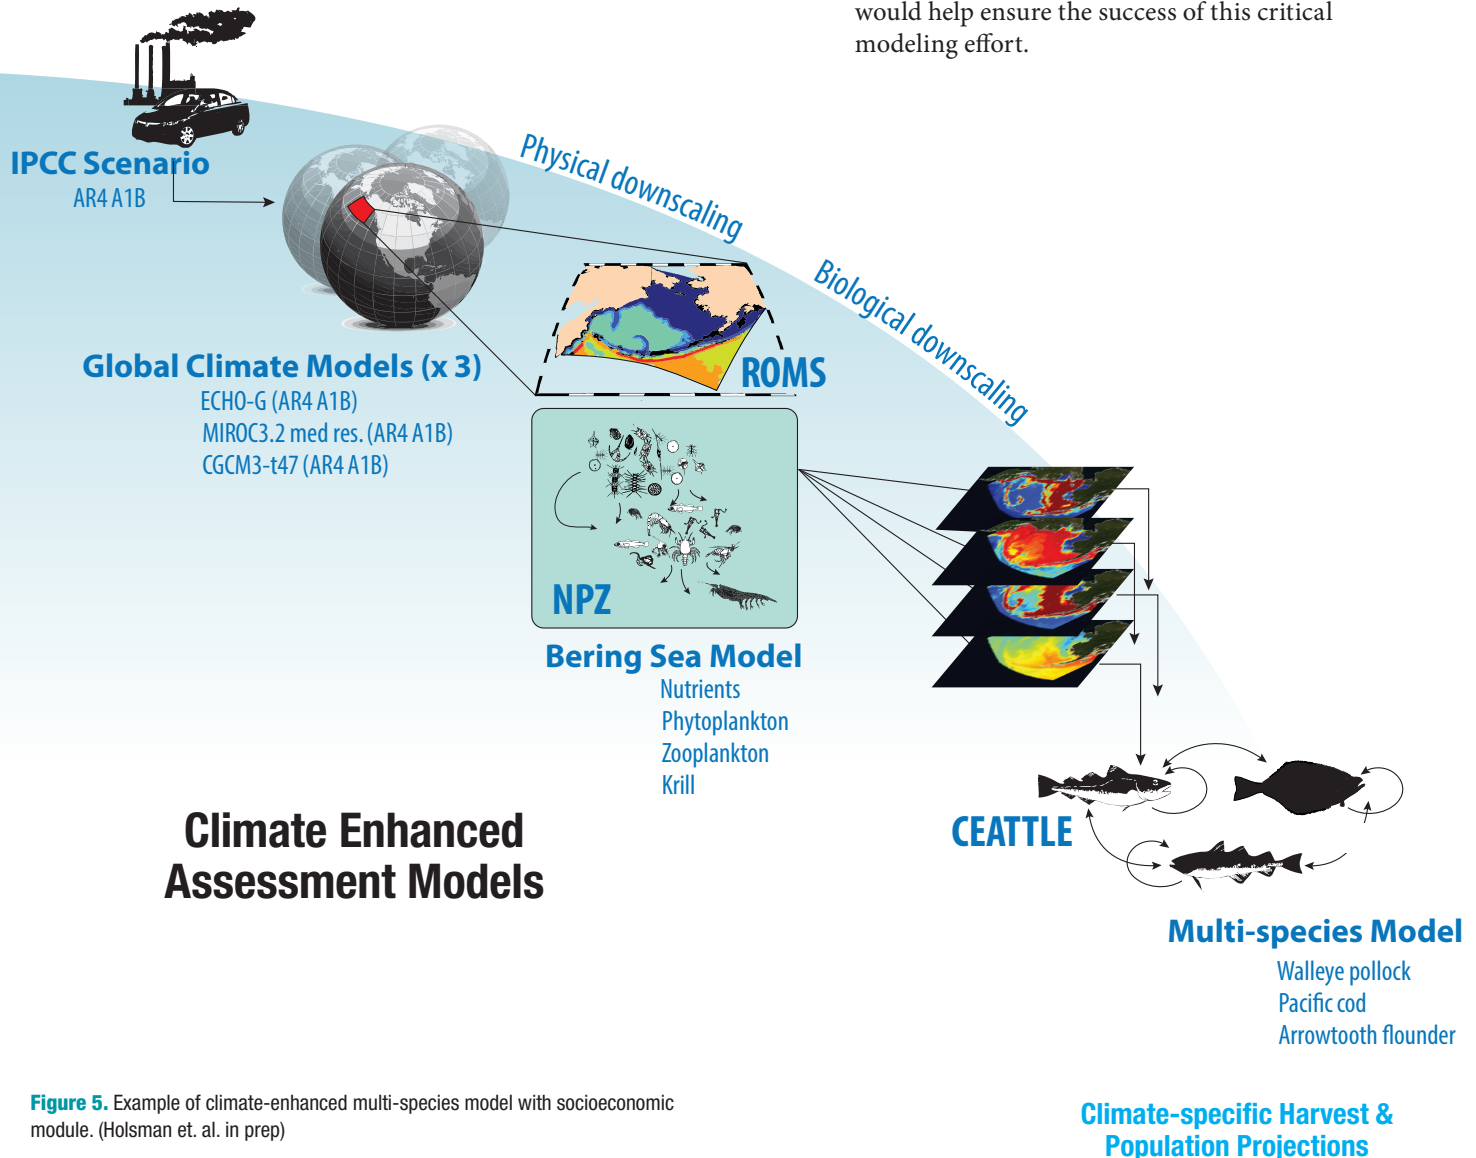 would help ensure the success of this critical
modeling effort.
IPCC Scenario
AR4 A1B
Physical downscaling
Biological downscaling
Global Climate Models (x 3)
ECHO-G (AR4 A1B)
MIROC3.2 med res. (AR4 A1B)
CGCM3-t47 (AR4 A1B)
ROMS
NPZ
Bering Sea Model
Nutrients
Phytoplankton
Zooplankton
Krill
Climate Enhanced
Assessment Models
CEATTLE
Multi-species Model
Walleye pollock
Pacific cod
Arrowtooth flounder
Figure 5. Example of climate-enhanced multi-species model with socioeconomic
module. (Holsman et. al. in prep)
Climate-specific Harvest &
Population Projections